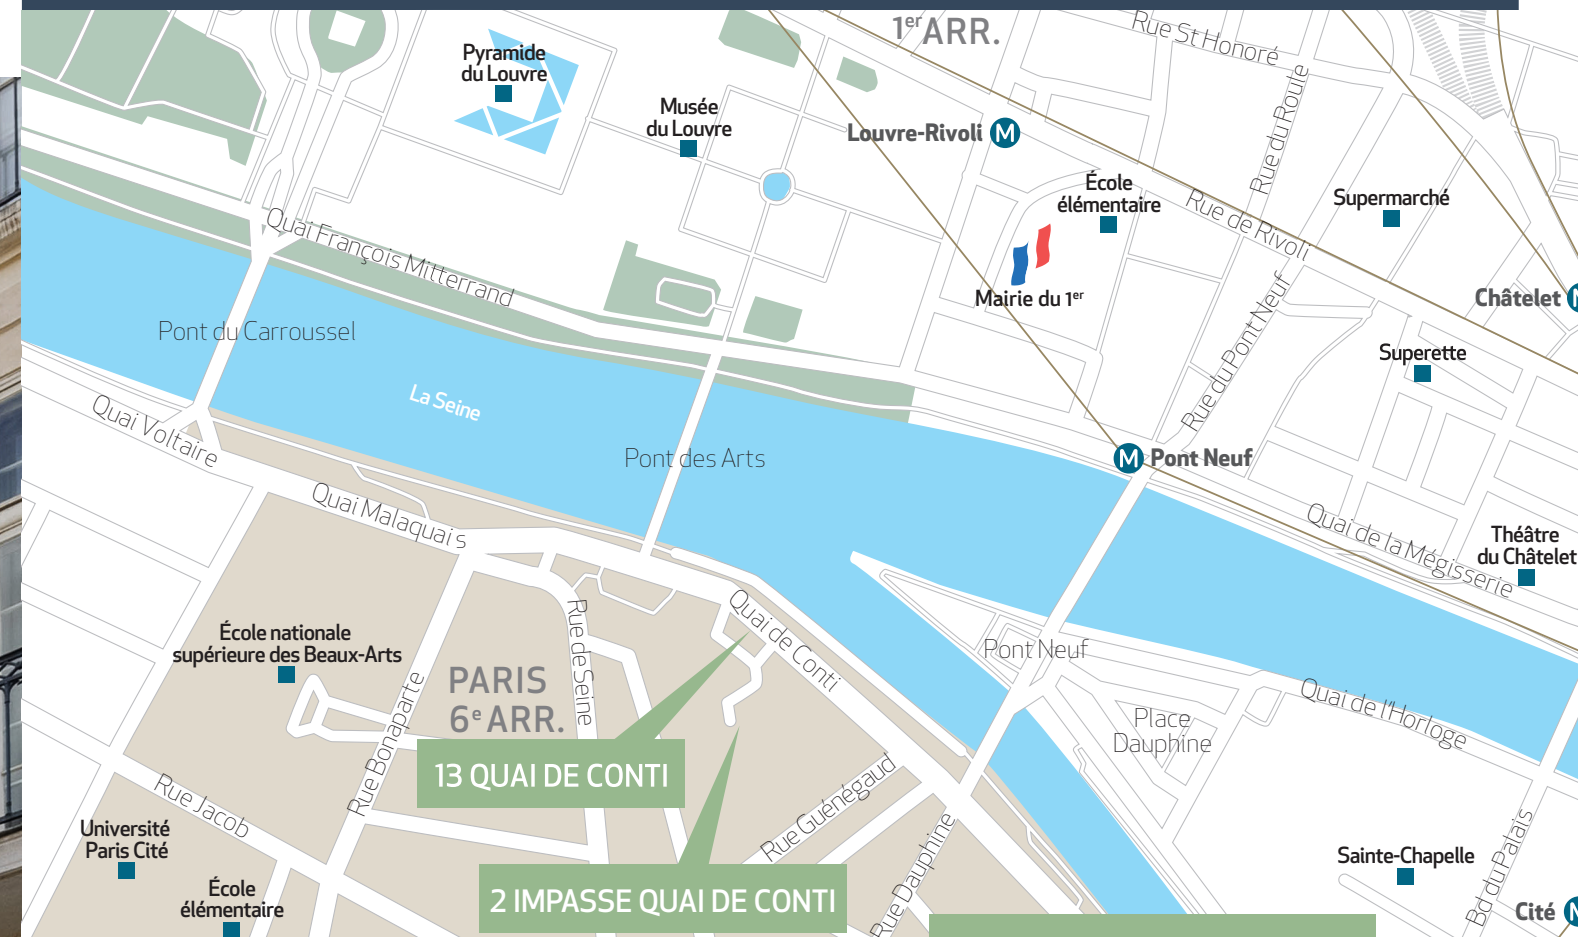 1er ARR.
Rue St Honoré
Pyramide
du Louvre
Musée
du Louvre
Louvre-Rivoli M
Rue du Roule
École
élémentaire
Supermarché
Rue de Rivoli
Quai François Mitterrand
Mairie du 1er
Châtelet
Pont du Carroussel
Rue du Pont Neuf
Superette
La Seine
Quai Voltaire
Pont des Arts
M Pont Neuf
Quai Malaquais
Quai de la Mégisserie
Théâtre
du Châtelet
École nationale
supérieure des Beaux-Arts
Rue de Seine
Quai de Conti
Pont Neuf
PARIS
6e ARR.
Rue Bonaparte
Quai de l'Horloge
Place
Dauphine
13 QUAI DE CONTI
Rue Jacob
Rue Guénégaud
Université
Paris Cité
Rue Dauphine
Sainte-Chapelle
Bd du Palais
École
élémentaire
2 IMPASSE QUAI DE CONTI
Cité